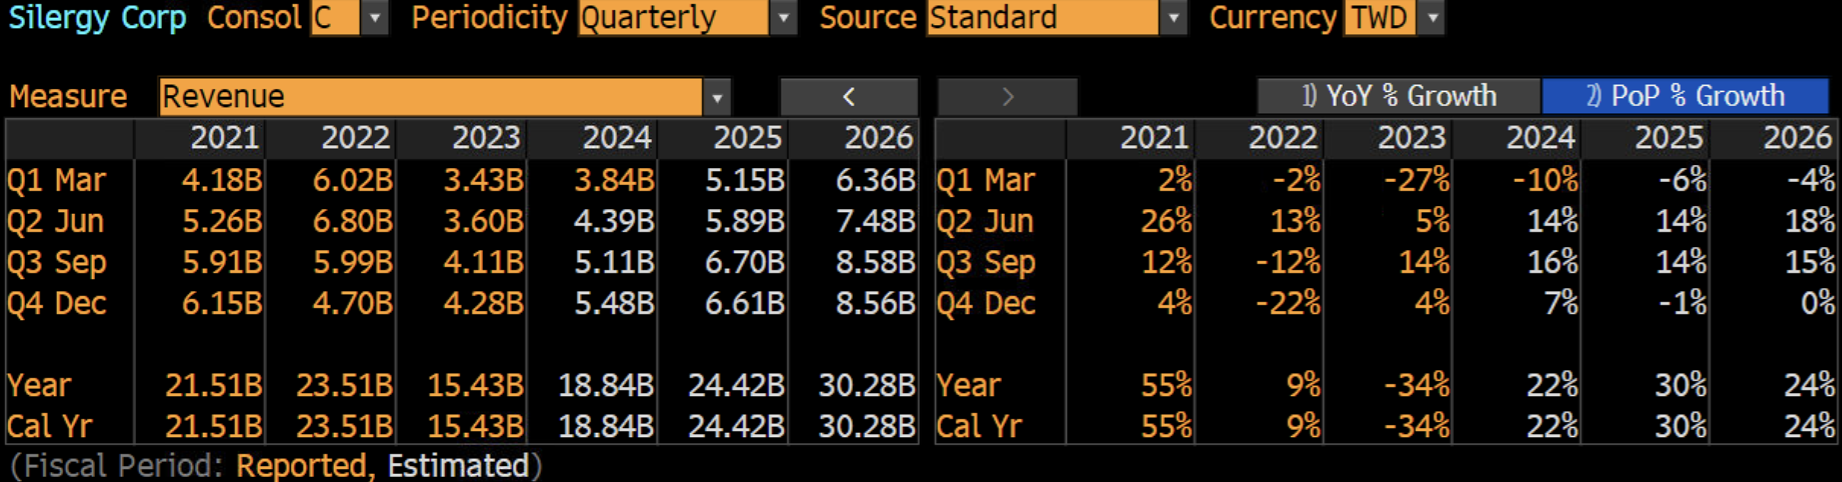 Silergy Corp Consol C Periodicity Quarterly Source Standard Currency TWD
Measure Revenue < > 1) YoY % Growth 2) PoP % Growth
2021 2022 2023 2024 2025 2026 2021 2022 2023 2024 2025 2026
Q1 Mar 4.18B 6.02B 3.43B 3.84B 5.15B 6.36B Q1 Mar 2% -2% -27% -10% -6% -4%
Q2 Jun 5.26B 6.80B 3.60B 4.39B 5.89B 7.48B Q2 Jun 26% 13% 5% 14% 14% 18%
Q3 Sep 5.91B 5.99B 4.11B 5.11B 6.70B 8.58B Q3 Sep 12% -12% 14% 16% 14% 15%
Q4 Dec 6.15B 4.70B 4.28B 5.48B 6.61B 8.56B Q4 Dec 4% -22% 4% 7% -1% 0%
Year 21.51B 23.51B 15.43B 18.84B 24.42B 30.28B Year 55% 9% -34% 22% 30% 24%
Cal Yr 21.51B 23.51B 15.43B 18.84B 24.42B 30.28B Cal Yr 55% 9% -34% 22% 30% 24%
(Fiscal Period: Reported, Estimated)